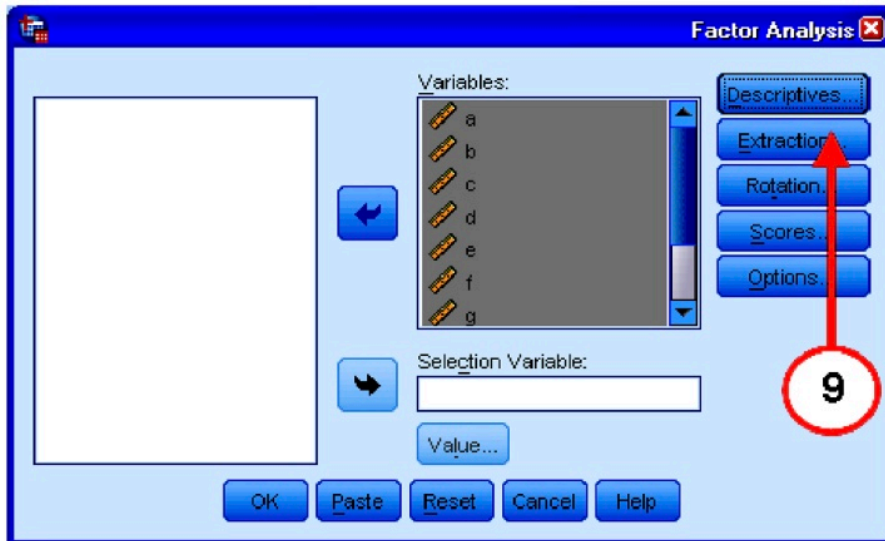 Factor Analysis
Variables:
a
b
c
d
e
f
g
Descriptives...
Extraction...
Rotation...
Scores...
Options...
Selection Variable:
Value...
9
OK Paste Reset Cancel Help